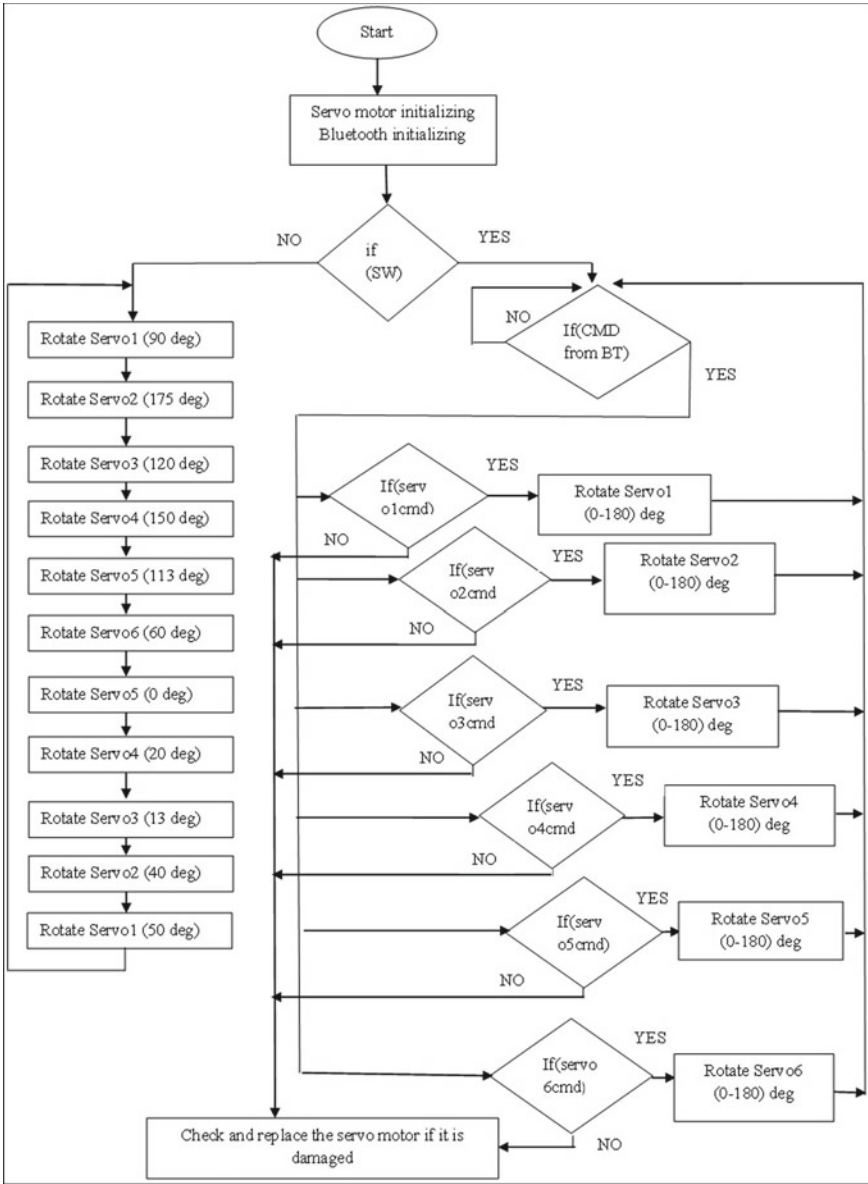 Start
Servo motor initializing
Bluetooth initializing
NO
if
(SW)
YES
NO
If(CMD
from BT)
YES
Rotate Servo1 (90 deg)
Rotate Servo2 (175 deg)
Rotate Servo3 (120 deg)
Rotate Servo4 (150 deg)
Rotate Servo5 (113 deg)
Rotate Servo6 (60 deg)
Rotate Servo5 (0 deg)
Rotate Servo4 (20 deg)
Rotate Servo3 (13 deg)
Rotate Servo2 (40 deg)
Rotate Servo1 (50 deg)
If(serv
o1cmd)
YES
Rotate Servo1
(0-180) deg
NO
If(serv
o2cmd
YES
Rotate Servo2
(0-180) deg
NO
If(serv
o3cmd
YES
Rotate Servo3
(0-180) deg
NO
If(serv
o4cmd
YES
Rotate Servo4
(0-180) deg
NO
If(serv
o5cmd)
YES
Rotate Servo5
(0-180) deg
NO
If(servo
6cmd)
YES
Rotate Servo6
(0-180) deg
NO
Check and replace the servo motor if it is
damaged